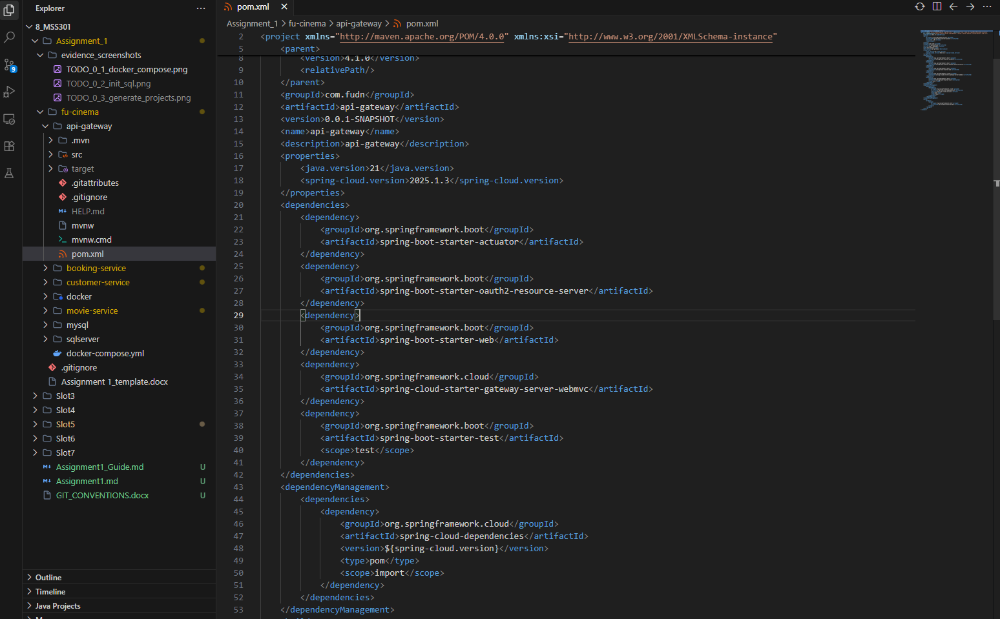 Explorer
8_MSS301
Assignment_1
evidence_screenshots
TODO_0_1_docker_compose.png
TODO_0_2_init_sql.png
TODO_0_3_generate_projects.png
fu-cinema
api-gateway
.mvn
src
target
.gitattributes
.gitignore
HELP.md
mvnw
mvnw.cmd
pom.xml
booking-service
customer-service
docker
movie-service
mysql
sqlserver
docker-compose.yml
.gitignore
Assignment 1_template.docx
Slot3
Slot4
Slot5
Slot6
Slot7
Assignment1_Guide.md U
Assignment1.md U
GIT_CONVENTIONS.docx U
Outline
Timeline
Java Projects
9
pom.xml
Assignment_1 > fu-cinema > api-gateway > pom.xml
2 <project xmlns="http://maven.apache.org/POM/4.0.0" xmlns:xsi="http://www.w3.org/2001/XMLSchema-instance"
5 <parent>
8 <version>4.1.0</version>
9 <relativePath/>
10 </parent>
11 <groupId>com.fudn</groupId>
12 <artifactId>api-gateway</artifactId>
13 <version>0.0.1-SNAPSHOT</version>
14 <name>api-gateway</name>
15 <description>api-gateway</description>
16 <properties>
17 <java.version>21</java.version>
18 <spring-cloud.version>2025.1.3</spring-cloud.version>
19 </properties>
20 <dependencies>
21 <dependency>
22 <groupId>org.springframework.boot</groupId>
23 <artifactId>spring-boot-starter-actuator</artifactId>
24 </dependency>
25 <dependency>
26 <groupId>org.springframework.boot</groupId>
27 <artifactId>spring-boot-starter-oauth2-resource-server</artifactId>
28 </dependency>
29 <dependency>
30 <groupId>org.springframework.boot</groupId>
31 <artifactId>spring-boot-starter-web</artifactId>
32 </dependency>
33 <dependency>
34 <groupId>org.springframework.cloud</groupId>
35 <artifactId>spring-cloud-starter-gateway-server-webmvc</artifactId>
36 </dependency>
37 <dependency>
38 <groupId>org.springframework.boot</groupId>
39 <artifactId>spring-boot-starter-test</artifactId>
40 <scope>test</scope>
41 </dependency>
42 </dependencies>
43 <dependencyManagement>
44 <dependencies>
45 <dependency>
46 <groupId>org.springframework.cloud</groupId>
47 <artifactId>spring-cloud-dependencies</artifactId>
48 <version>${spring-cloud.version}</version>
49 <type>pom</type>
50 <scope>import</scope>
51 </dependency>
52 </dependencies>
53 </dependencyManagement>